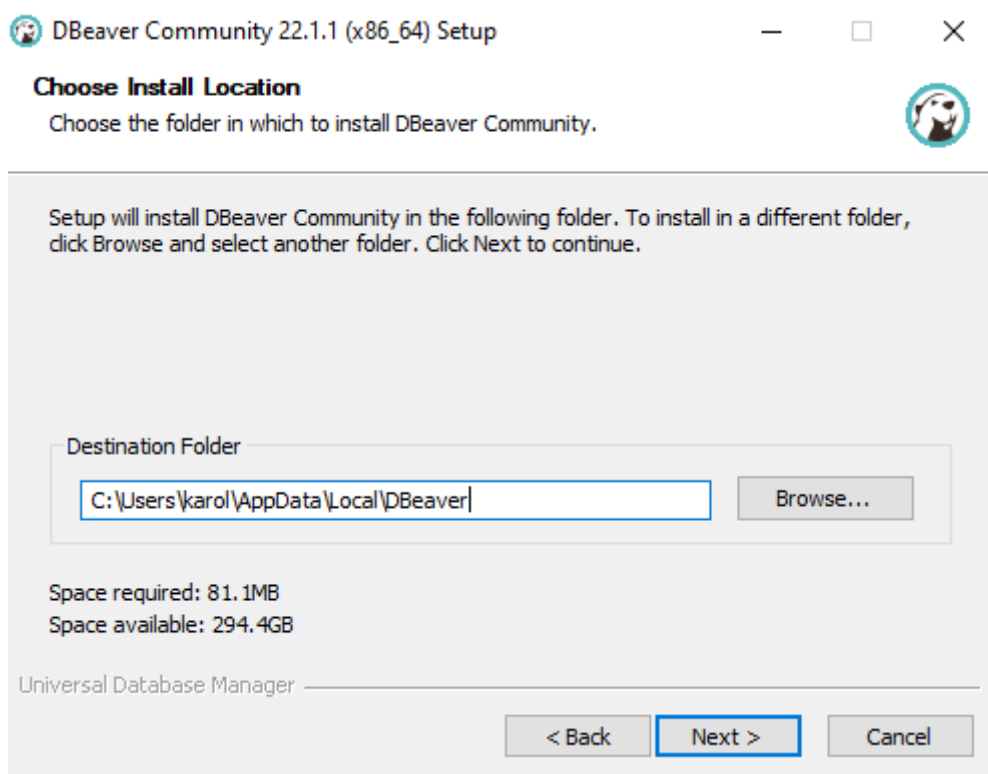 DBeaver Community 22.1.1 (x86_64) Setup
Choose Install Location
Choose the folder in which to install DBeaver Community.
Setup will install DBeaver Community in the following folder. To install in a different folder,
click Browse and select another folder. Click Next to continue.
Destination Folder
C:\Users\karol\AppData\Local\DBeaver
Browse...
Space required: 81.1MB
Space available: 294.4GB
Universal Database Manager
< Back
Next >
Cancel